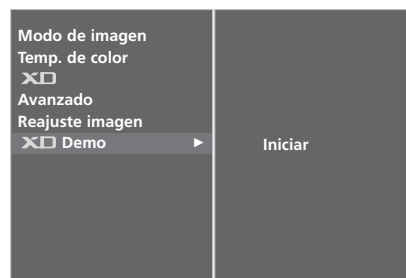 Modo de imagen
Temp. de color
XD
Avanzado
Reajuste imagen
XD Demo ► Iniciar